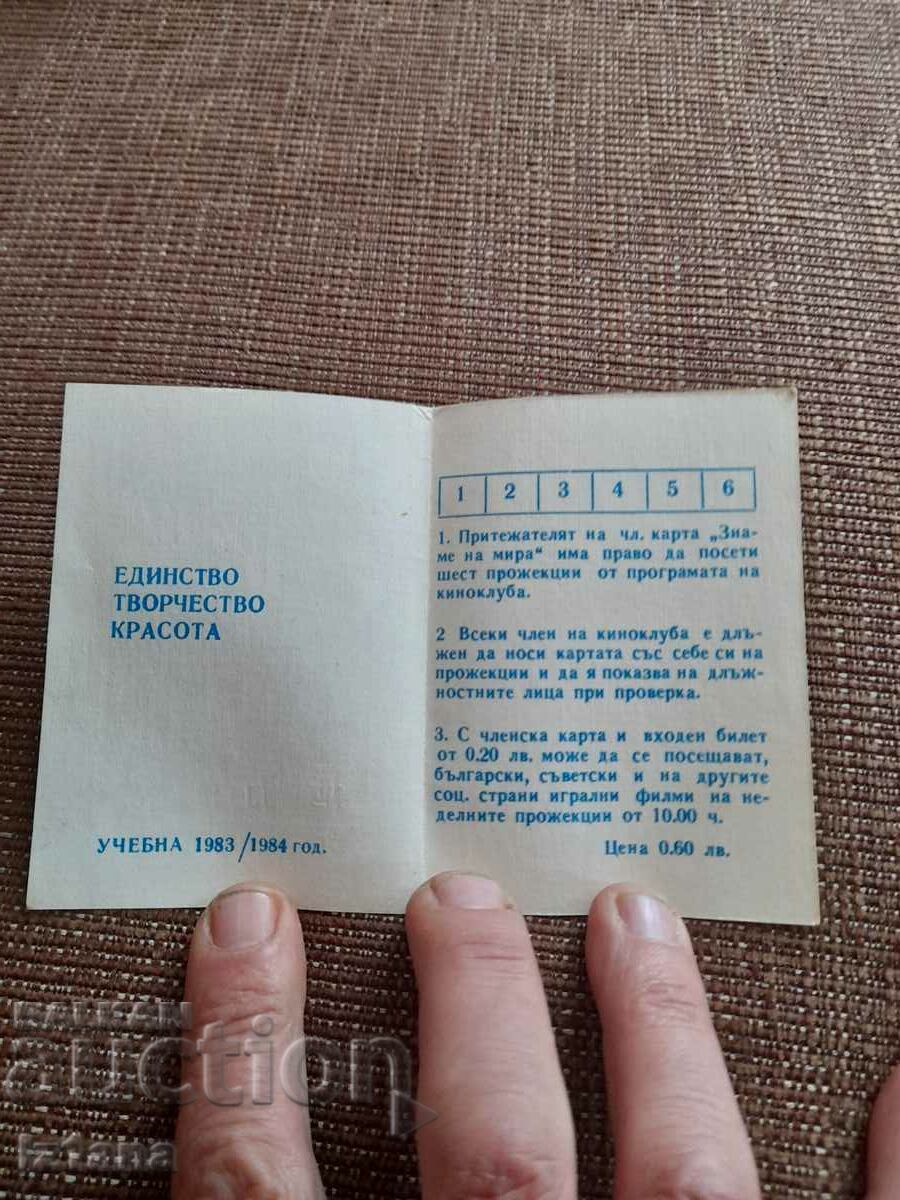 ЕДИНСТВО
ТВОРЧЕСТВО
КРАСОТА
УЧЕБНА 1983/1984 год.
1 2 3 4 5 6
1. Притежателят на чл. карта „Зна-
ме на мира“ има право да посети
шест прожекции от програмата на
киноклуба.
2 Всеки член на киноклуба е длъ-
жен да носи картата със себе си на
прожекции и да я показва на длъж-
ностните лица при проверка.
3. С членска карта и входен билет
от 0.20 лв. може да се посещават,
български, съветски и на другите
соц. страни игрални филми на не-
делните прожекции от 10.00 ч.
Цена 0.60 лв.
BALKAN
auction
iziana